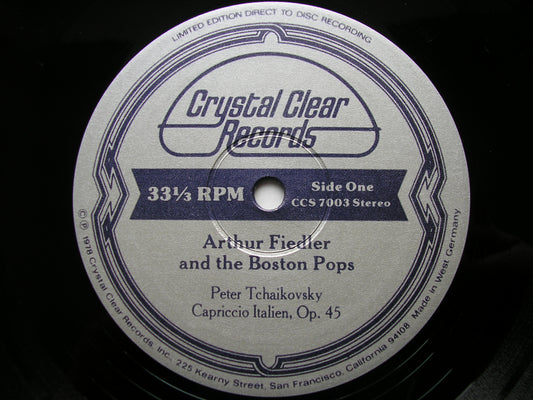 LIMITED EDITION DIRECT TO DISC RECORDING
Crystal Clear
Records
33⅓ RPM
Side One
CCS 7003 Stereo
Arthur Fiedler
and the Boston Pops
Peter Tchaikovsky
Capriccio Italien, Op. 45
© ℗ 1978 Crystal Clear Records, Inc., 225 Kearny Street, San Francisco, California 94108 Made in West Germany